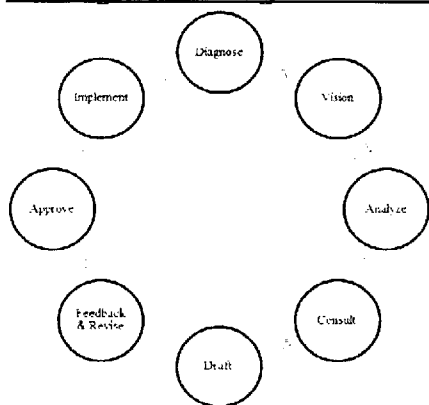 Diagnose
Vision
Analyze
Consult
Draft
Feedback
& Revise
Approve
Implement